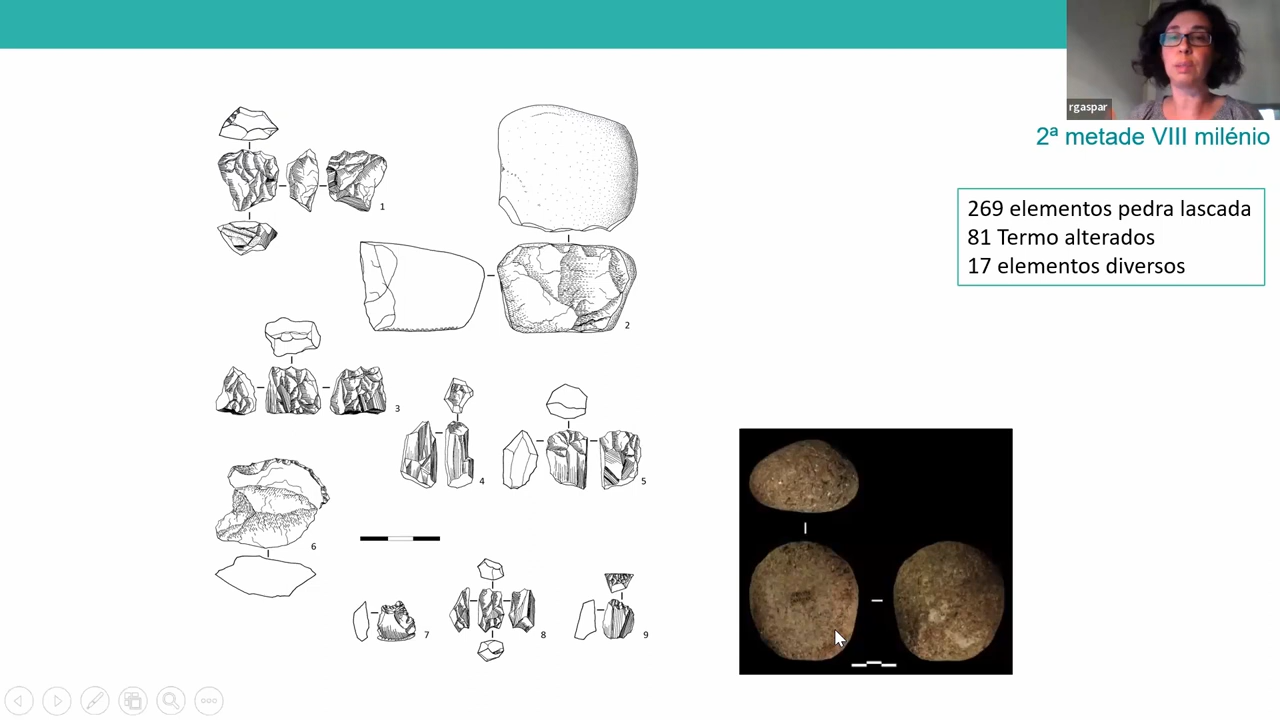 rgaspar
2ª metade VIII milénio
269 elementos pedra lascada
81 Termo alterados
17 elementos diversos
1
2
3
4
5
6
7
8
9